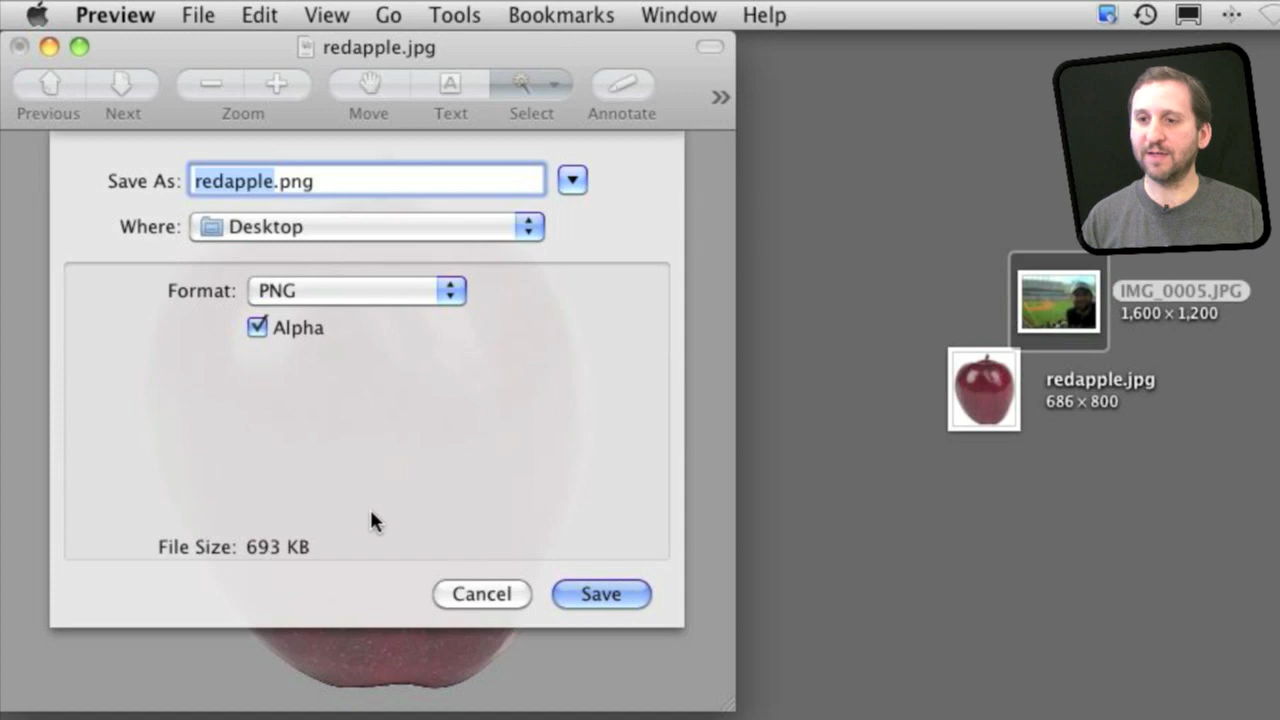 Preview File Edit View Go Tools Bookmarks Window Help
redapple.jpg
Previous Next Zoom Move Text Select Annotate
Save As: redapple.png
Where: Desktop
Format: PNG
Alpha
File Size: 693 KB
Cancel Save
IMG_0005.JPG
1,600 × 1,200
redapple.jpg
686 × 800